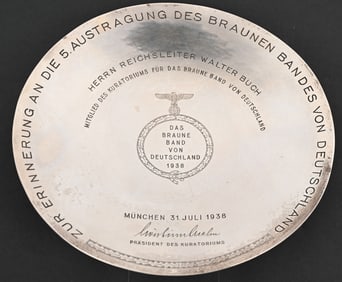 ZUR ERINNERUNG AN DIE 5. AUSTRAGUNG DES BRAUNEN BANDES VON DEUTSCHLAND
HERRN REICHSLEITER WALTER BUCH
MITGLIED DES KURATORIUMS FÜR DAS BRAUNE BAND VON DEUTSCHLAND
DAS
BRAUNE
BAND
VON
DEUTSCHLAND
1938
MÜNCHEN 31. JULI 1938
PRÄSIDENT DES KURATORIUMS